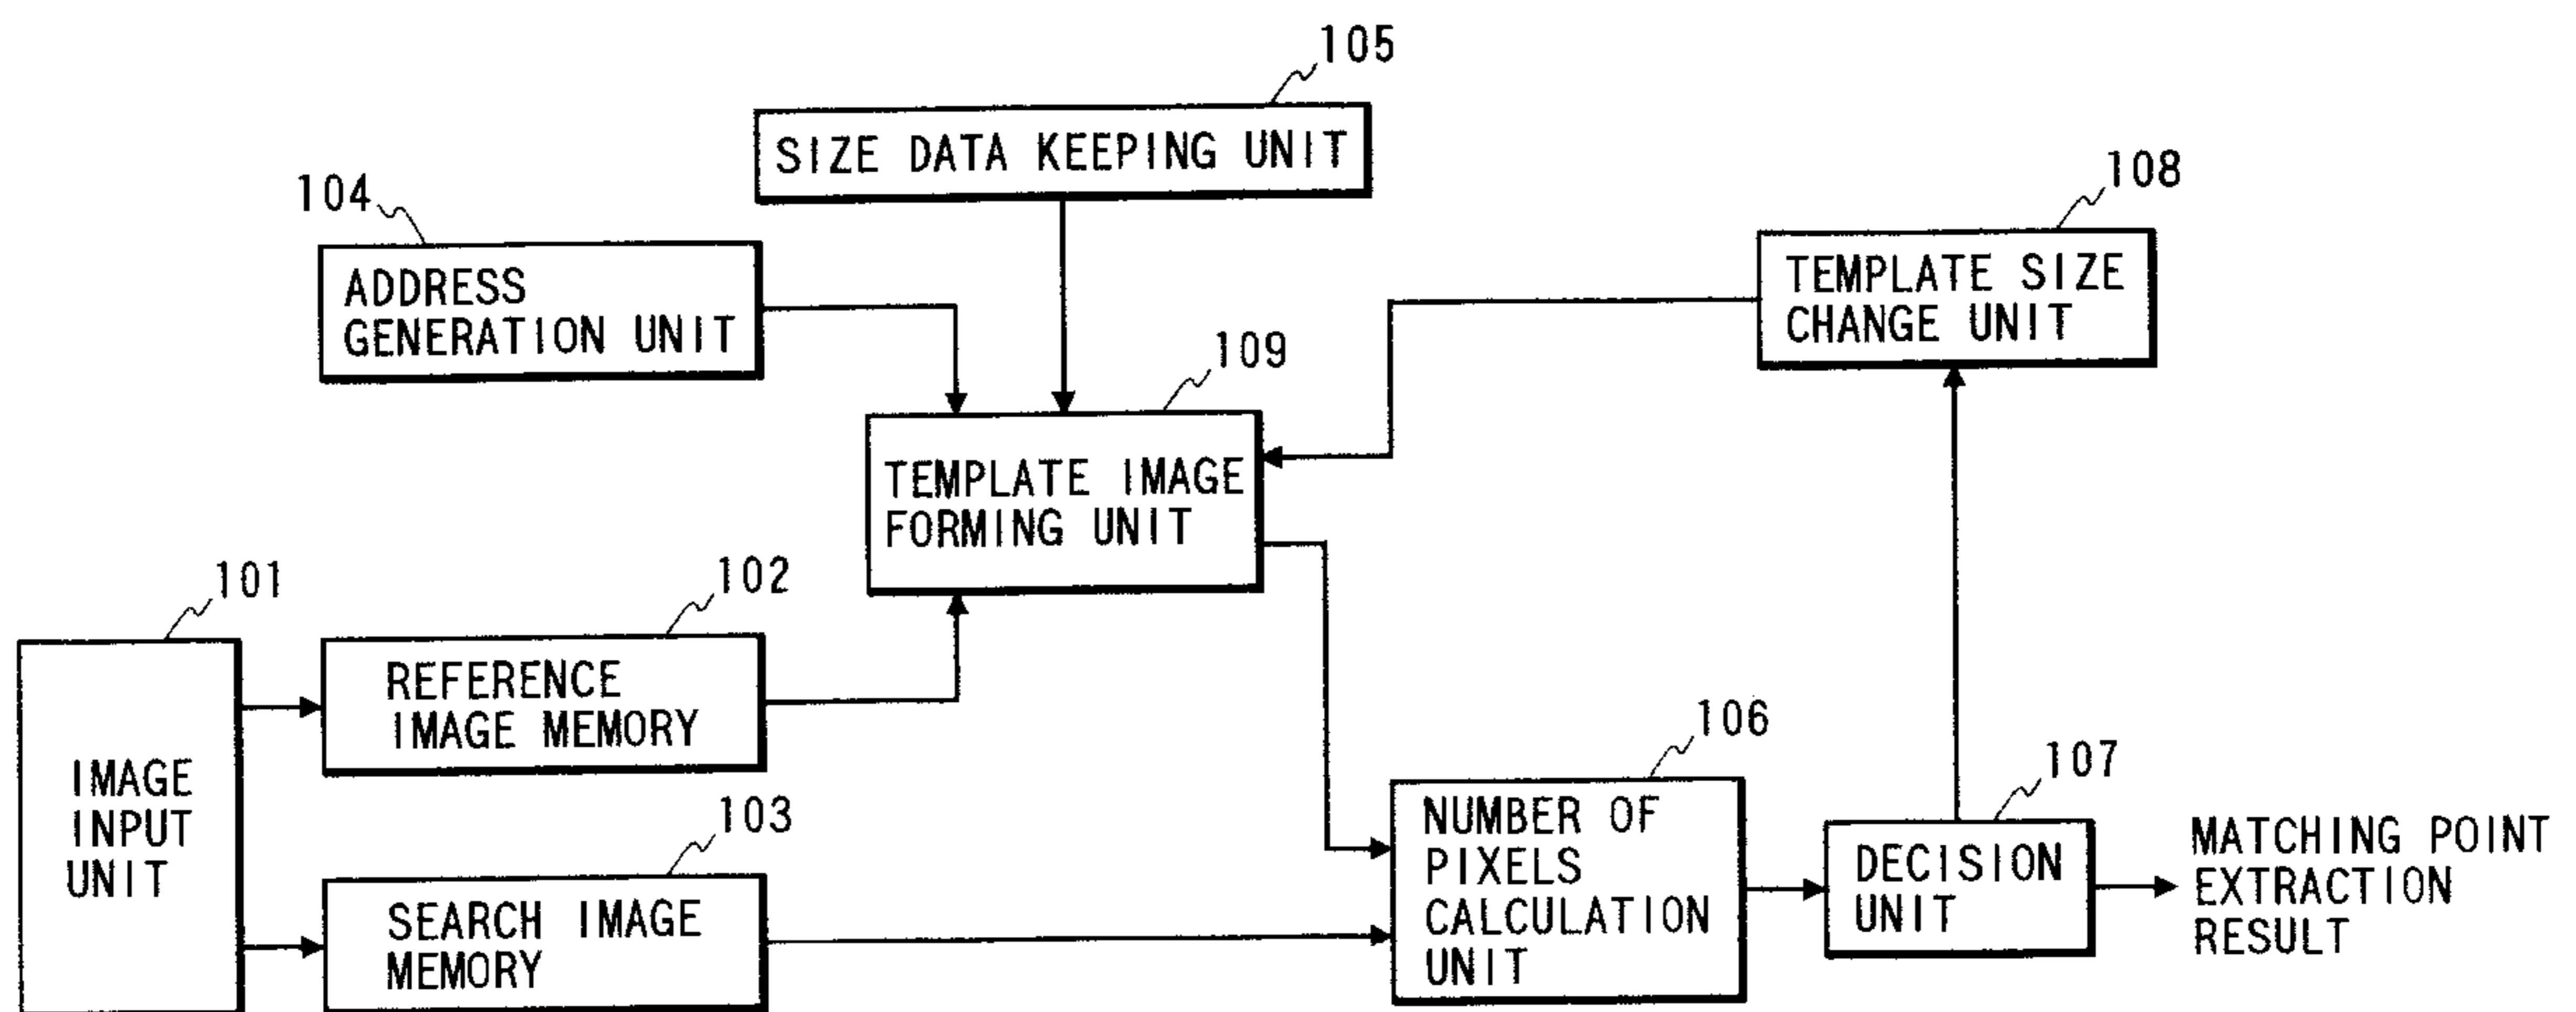 105
SIZE DATA KEEPING UNIT
104
ADDRESS
GENERATION UNIT
108
TEMPLATE SIZE
CHANGE UNIT
109
TEMPLATE IMAGE
FORMING UNIT
101
IMAGE
INPUT
UNIT
102
REFERENCE
IMAGE MEMORY
103
SEARCH IMAGE
MEMORY
106
NUMBER OF
PIXELS
CALCULATION
UNIT
107
DECISION
UNIT
MATCHING POINT
EXTRACTION
RESULT